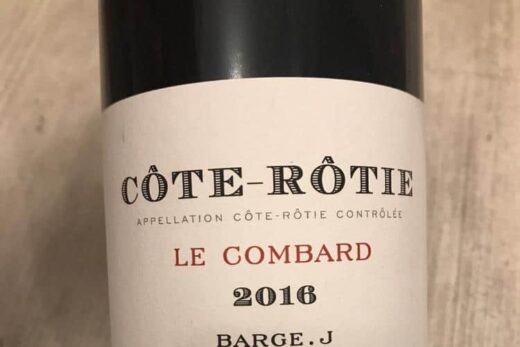 CÔTE-RÔTIE
APPELLATION CÔTE-RÔTIE CONTRÔLÉE
LE COMBARD
2016
BARGE.J